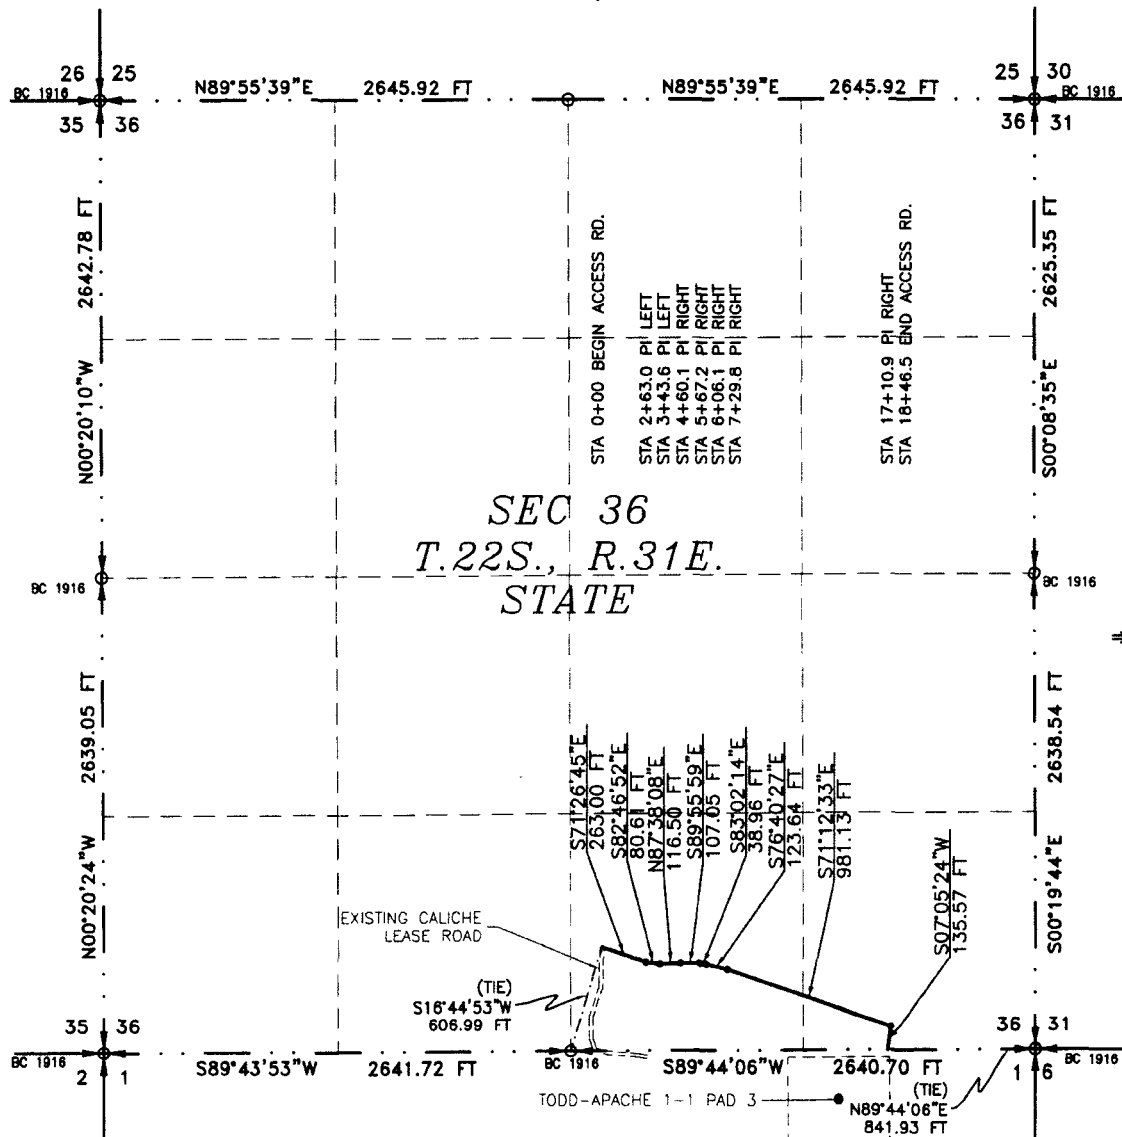 26 25
N89°55'39"E 2645.92 FT
N89°55'39"E 2645.92 FT
25 30
BC 1916
BC 1916
35 36
36 31
N00°20'10"W 2642.78 FT
S00°08'35"E 2625.35 FT
STA 0+00 BEGIN ACCESS RD.
STA 2+63.0 PI LEFT
STA 3+43.6 PI LEFT
STA 4+60.1 PI RIGHT
STA 5+67.2 PI RIGHT
STA 6+06.1 PI RIGHT
STA 7+29.8 PI RIGHT
STA 17+10.9 PI RIGHT
STA 18+46.5 END ACCESS RD.
SEC 36
T.22S., R.31E.
STATE
BC 1916
BC 1916
N00°20'24"W 2639.05 FT
S00°19'44"E 2638.54 FT
S71°26'45"E
263.00 FT
S82°46'52"E
80.61 FT
N87°38'08"E
116.50 FT
S89°55'59"E
107.05 FT
S83°02'14"E
38.96 FT
S76°40'27"E
123.64 FT
S71°12'33"E
981.13 FT
S07°05'24"W
135.57 FT
EXISTING CALICHE
LEASE ROAD
(TIE)
S16°44'53"W
606.99 FT
35 36
36 31
BC 1916
BC 1916
BC 1916
2 1
S89°43'53"W 2641.72 FT
S89°44'06"W 2640.70 FT
1 6
TODD-APACHE 1-1 PAD 3
(TIE)
N89°44'06"E
841.93 FT